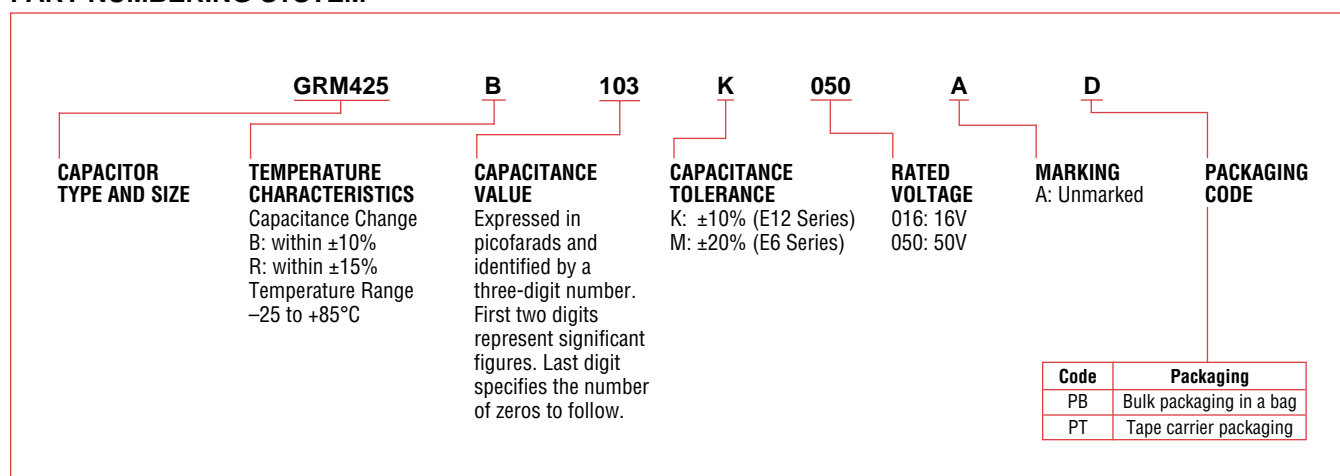 GRM425 B 103 K 050 A D
CAPACITOR
TYPE AND SIZE
TEMPERATURE
CHARACTERISTICS
Capacitance Change
B: within ±10%
R: within ±15%
Temperature Range
–25 to +85°C
CAPACITANCE
VALUE
Expressed in
picofarads and
identified by a
three-digit number.
First two digits
represent significant
figures. Last digit
specifies the number
of zeros to follow.
CAPACITANCE
TOLERANCE
K: ±10% (E12 Series)
M: ±20% (E6 Series)
RATED
VOLTAGE
016: 16V
050: 50V
MARKING
A: Unmarked
PACKAGING
CODE
Code Packaging
PB Bulk packaging in a bag
PT Tape carrier packaging